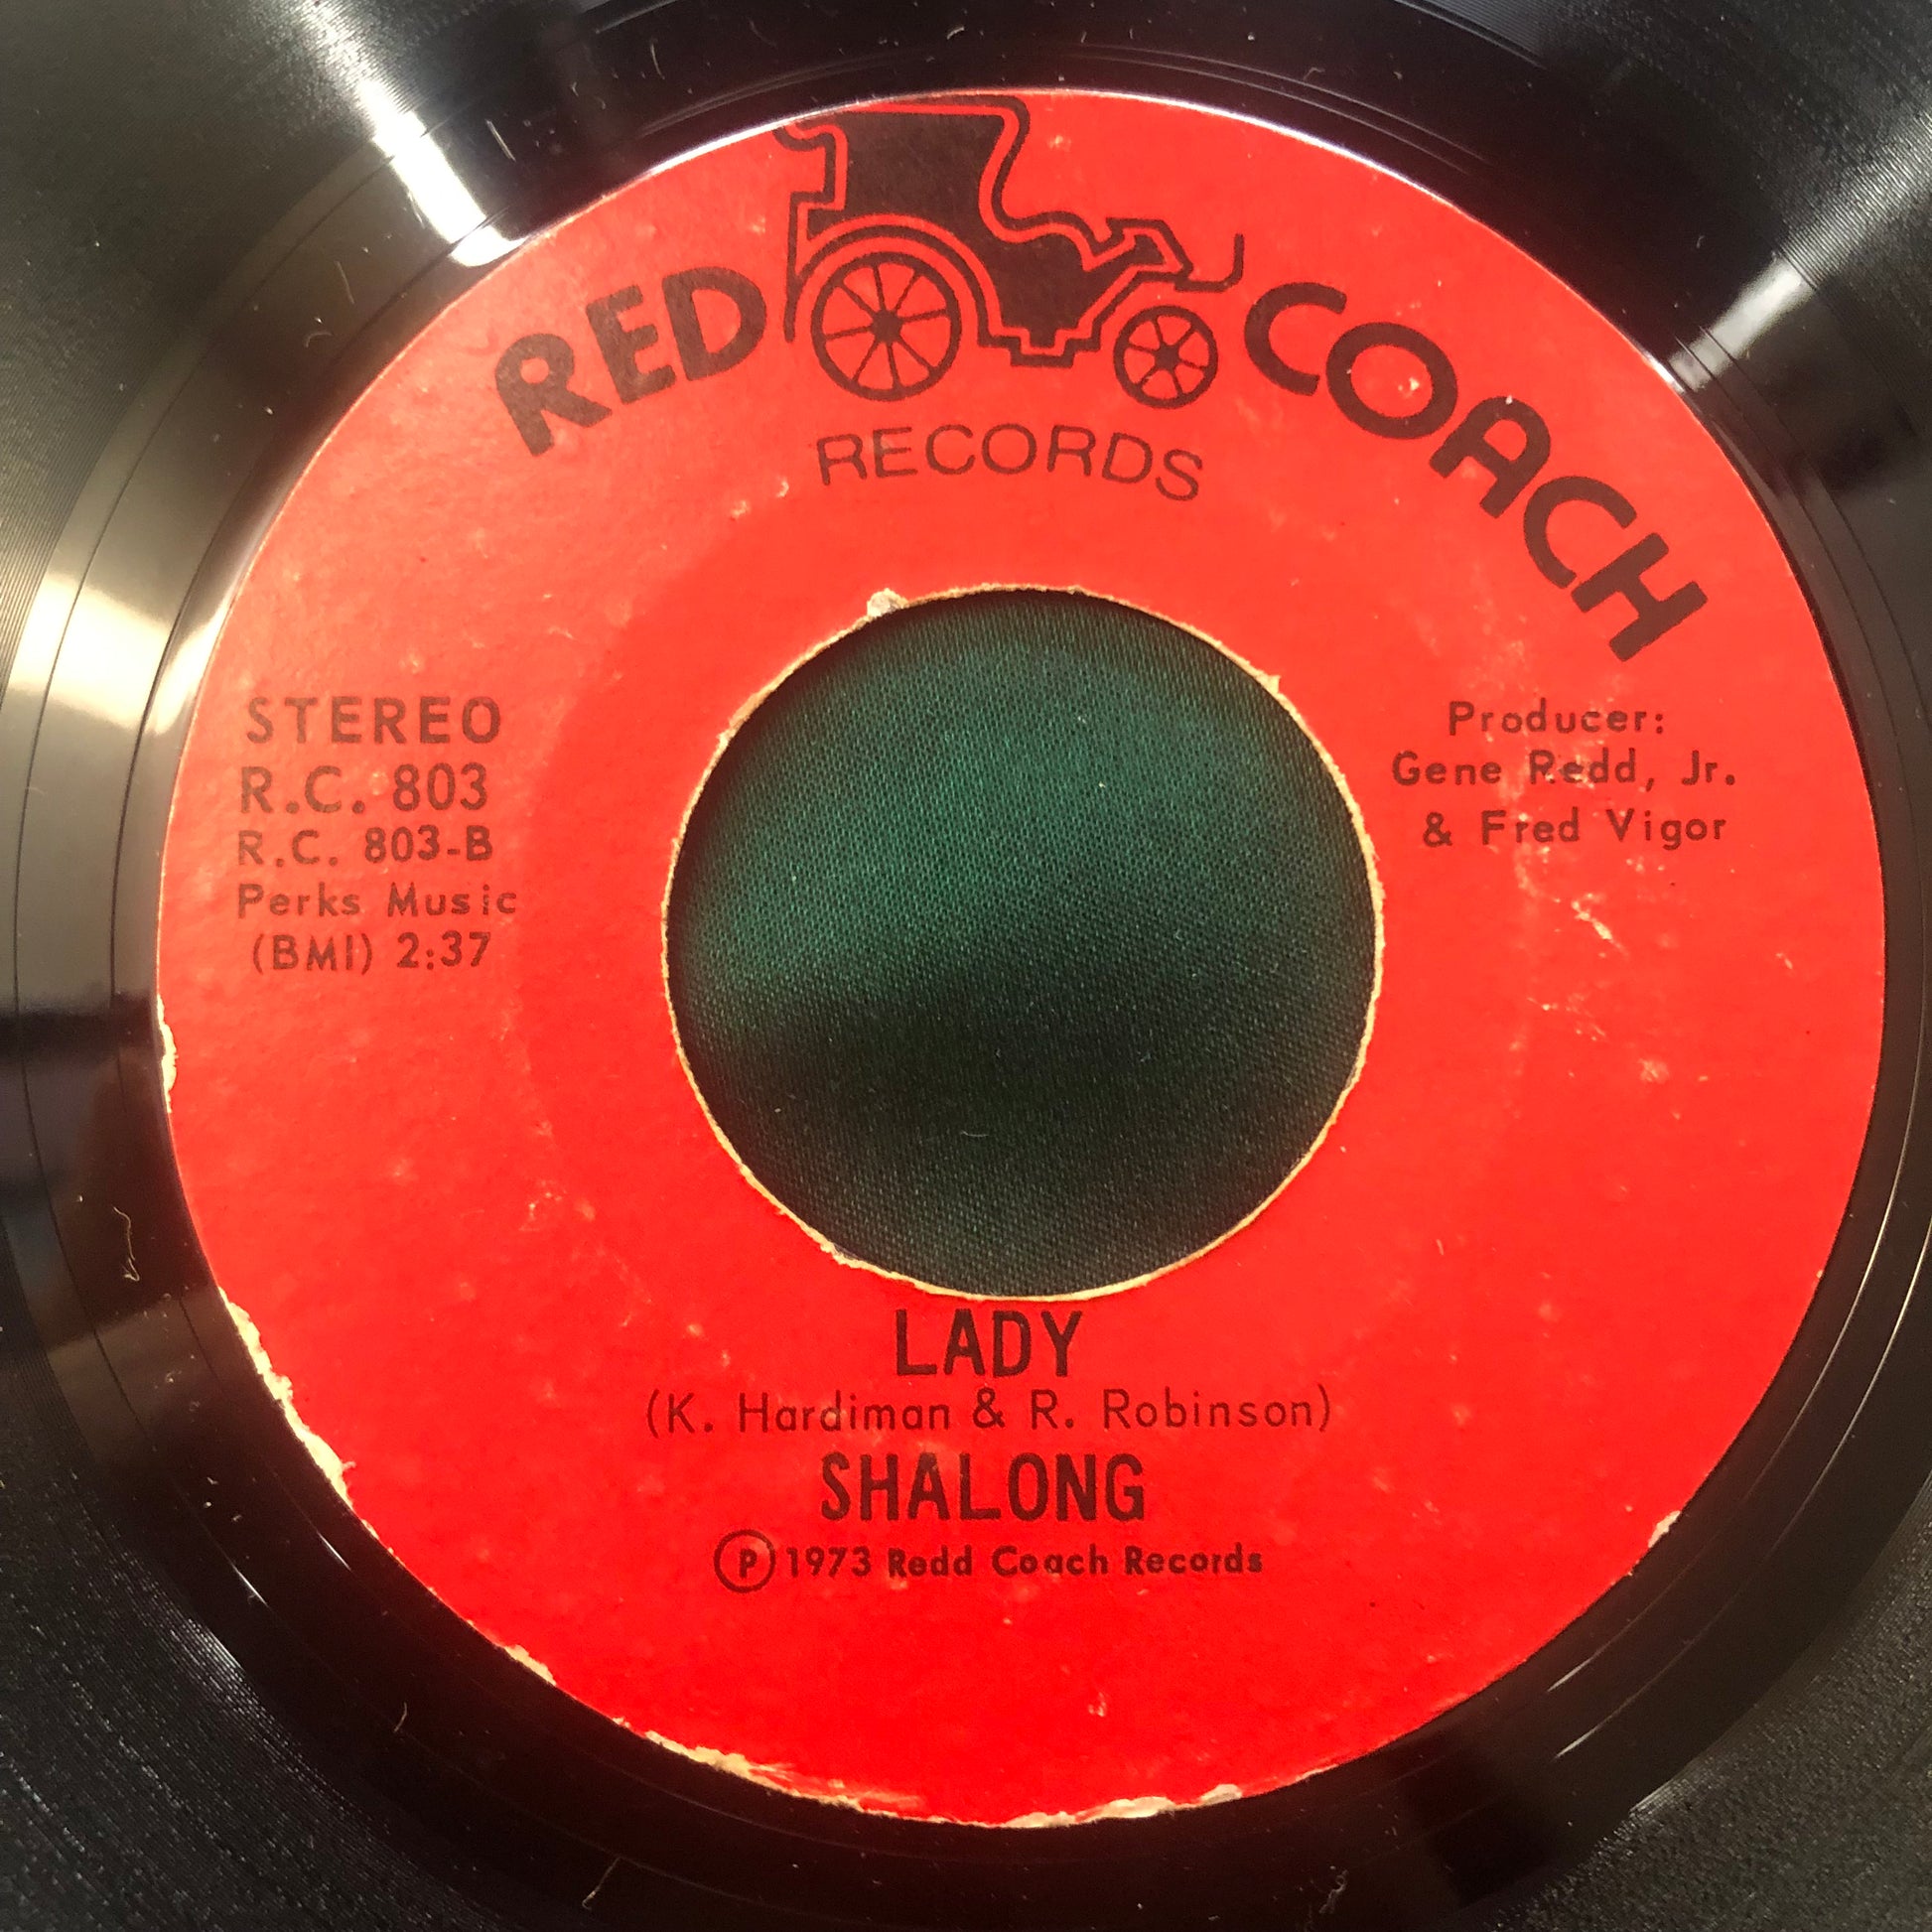 RED COACH
RECORDS
STEREO
R.C. 803
R.C. 803-B
Perks Music
(BMI) 2:37
Producer:
Gene Redd, Jr.
& Fred Vigor
LADY
(K. Hardiman & R. Robinson)
SHALONG
Ⓟ 1973 Redd Coach Records